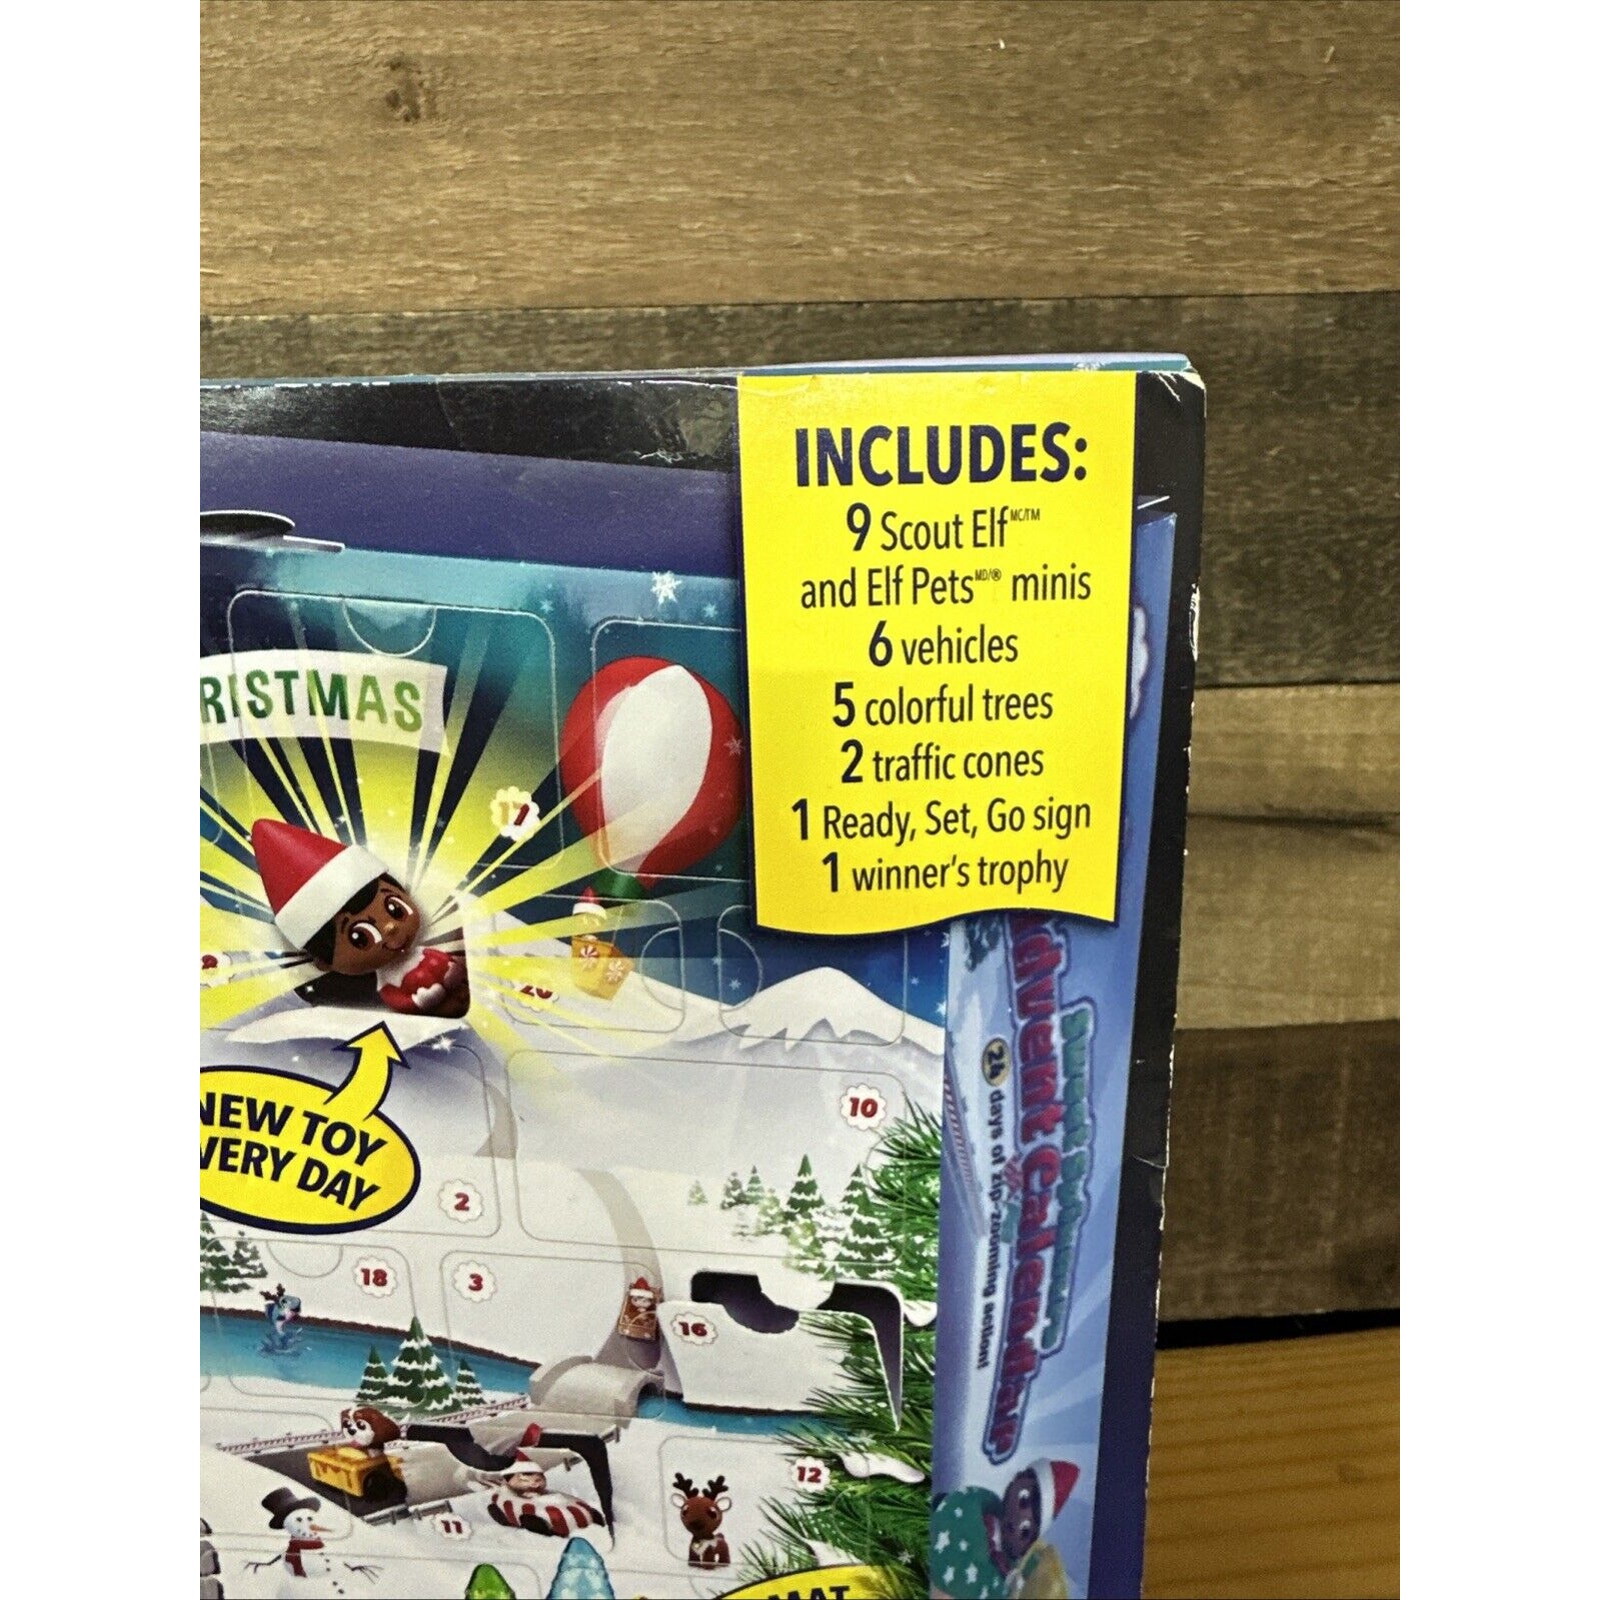 INCLUDES:
9 Scout Elf MC/TM
and Elf Pets MD/® minis
6 vehicles
5 colorful trees
2 traffic cones
1 Ready, Set, Go sign
1 winner's trophy
RISTMAS
17
20
NEW TOY
VERY DAY
10
2
18
3
16
12
11
Advent Calendar
24 days of zip-zooming action!
MAT